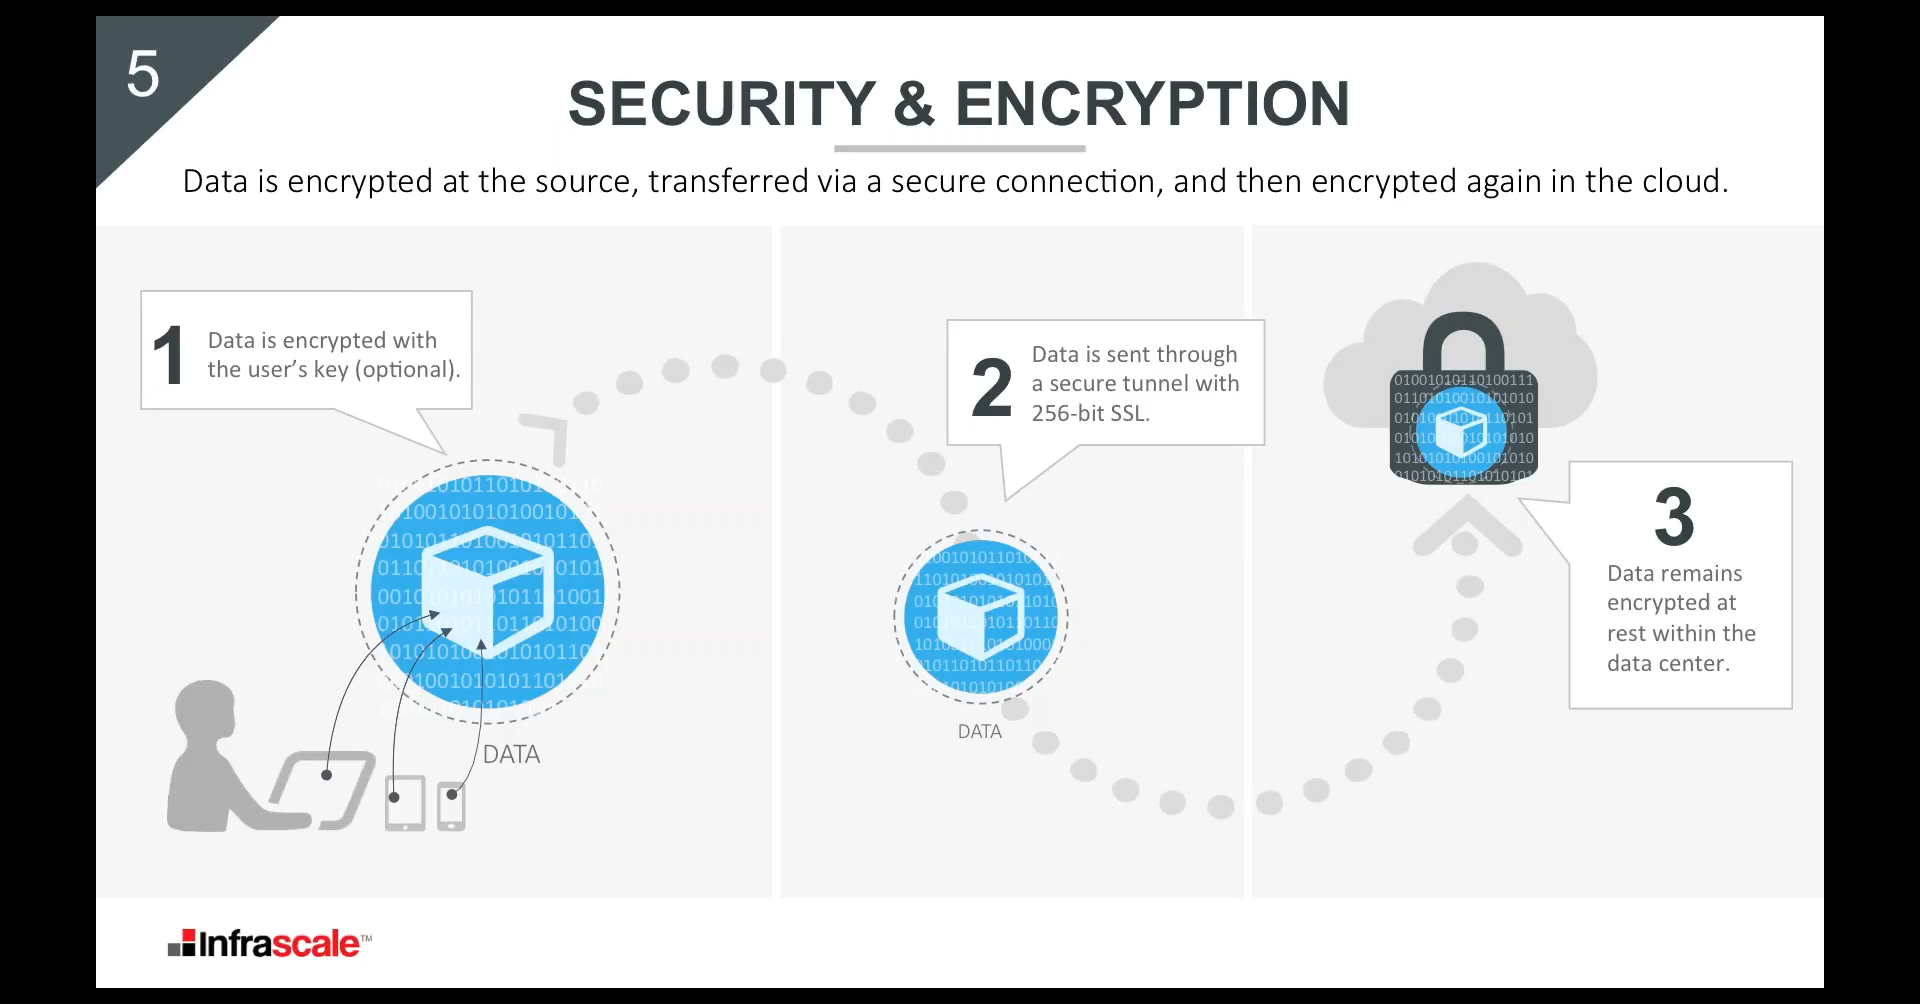 5
SECURITY & ENCRYPTION
Data is encrypted at the source, transferred via a secure connection, and then encrypted again in the cloud.
1
Data is encrypted with
the user’s key (optional).
DATA
2
Data is sent through
a secure tunnel with
256-bit SSL.
DATA
3
Data remains
encrypted at
rest within the
data center.
Infrascale™